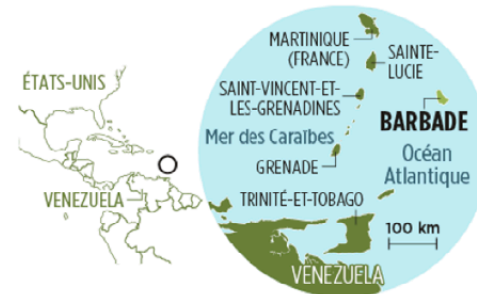 ÉTATS-UNIS
VENEZUELA
MARTINIQUE
(FRANCE)
SAINTE-
LUCIE
SAINT-VINCENT-ET-
LES-GRENADINES
BARBADE
Mer des Caraïbes
Océan
Atlantique
GRENADE
TRINITÉ-ET-TOBAGO
100 km
VENEZUELA